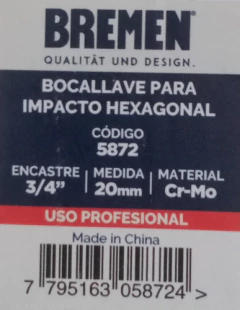 BREMEN®
QUALITÄT UND DESIGN.
BOCALLAVE PARA
IMPACTO HEXAGONAL
CÓDIGO
5872
ENCASTRE | MEDIDA | MATERIAL
3/4” | 20mm | Cr-Mo
USO PROFESIONAL
Made in China
7 795163 058724 >